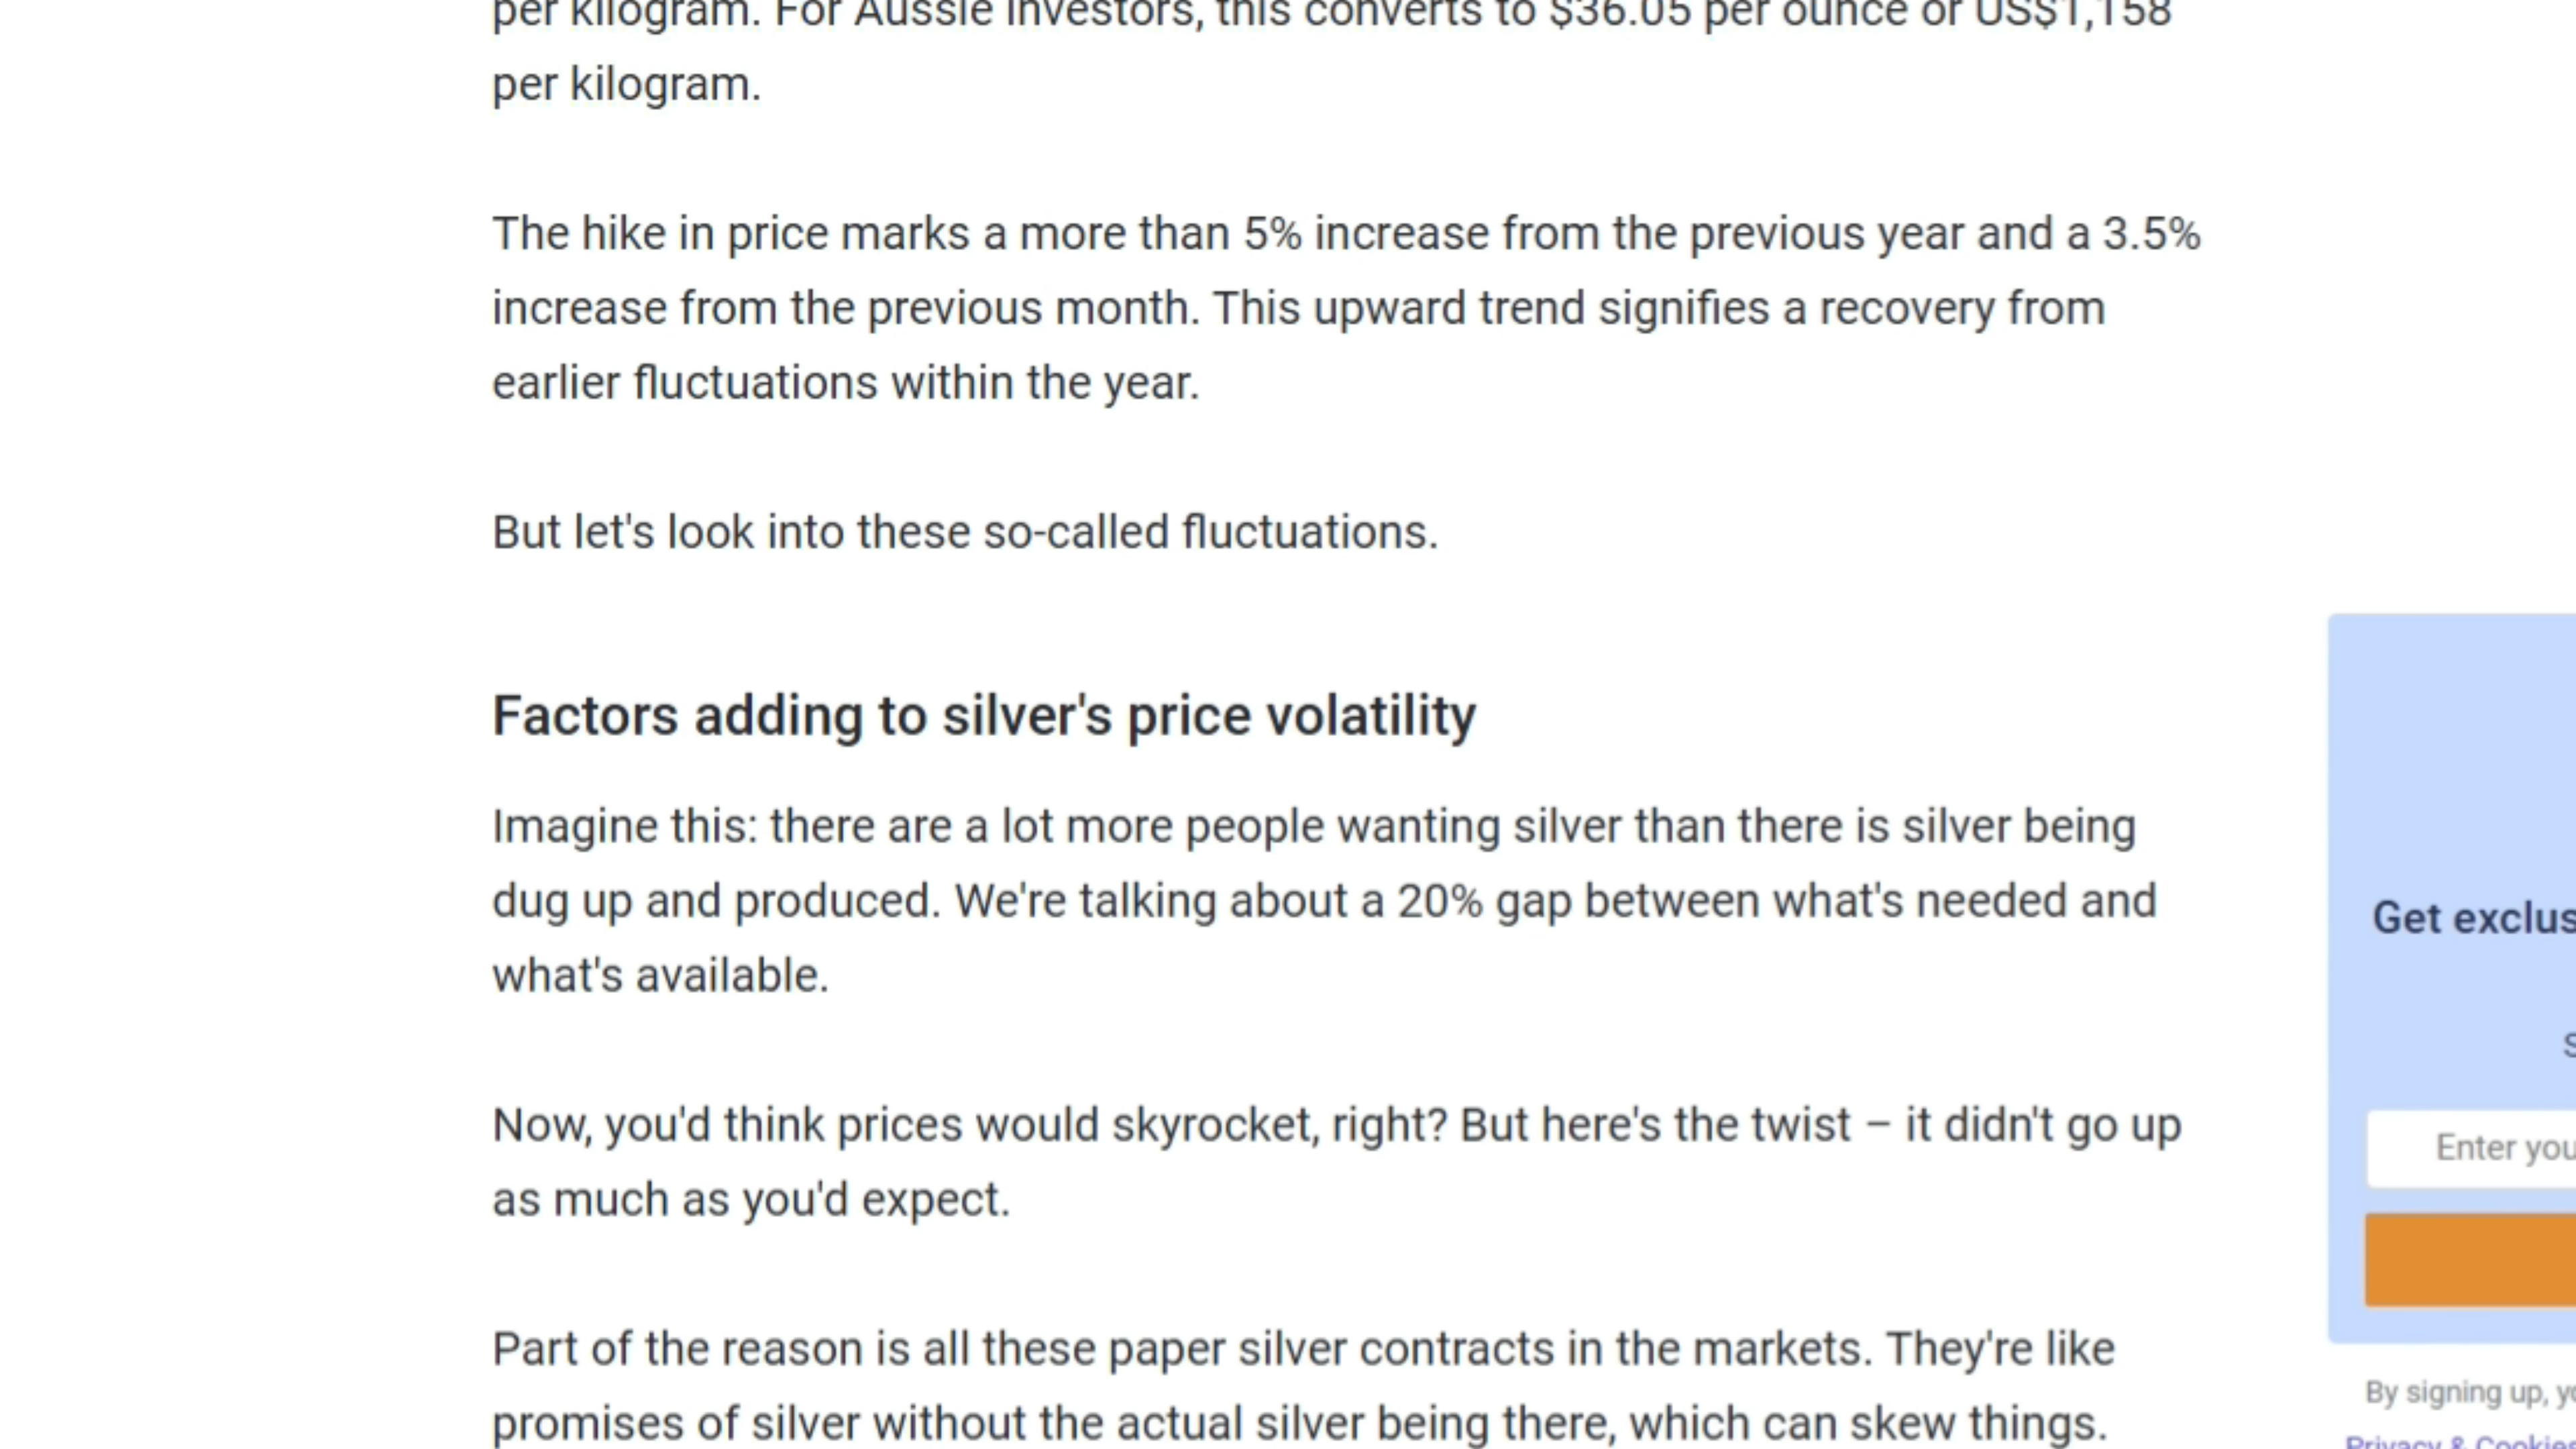 per kilogram. For Aussie investors, this converts to $36.05 per ounce or US$1,158
per kilogram.
The hike in price marks a more than 5% increase from the previous year and a 3.5%
increase from the previous month. This upward trend signifies a recovery from
earlier fluctuations within the year.
But let's look into these so-called fluctuations.
Factors adding to silver's price volatility
Imagine this: there are a lot more people wanting silver than there is silver being
dug up and produced. We're talking about a 20% gap between what's needed and
what's available.
Now, you'd think prices would skyrocket, right? But here's the twist – it didn't go up
as much as you'd expect.
Part of the reason is all these paper silver contracts in the markets. They're like
promises of silver without the actual silver being there, which can skew things.
Get
Enter
By signing up,
Privacy &